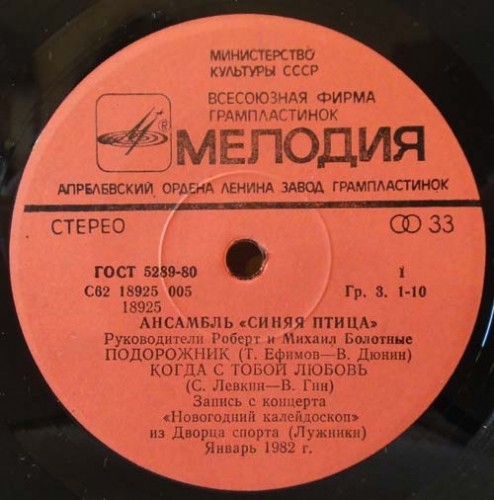 МИНИСТЕРСТВО
КУЛЬТУРЫ СССР
ВСЕСОЮЗНАЯ ФИРМА
ГРАМПЛАСТИНОК
®
МЕЛОДИЯ
АПРЕЛЕВСКИЙ ОРДЕНА ЛЕНИНА ЗАВОД ГРАМПЛАСТИНОК
СТЕРЕО 33
ГОСТ 5289-80 1
С62 18925 005 Гр. 3. 1-10
18925
АНСАМБЛЬ «СИНЯЯ ПТИЦА»
Руководители Роберт и Михаил Болотные
ПОДОРОЖНИК (Т. Ефимов—В. Дюнин)
КОГДА С ТОБОЙ ЛЮБОВЬ
(С. Левкин—В. Гин)
Запись с концерта
«Новогодний калейдоскоп»
из Дворца спорта (Лужники)
Январь 1982 г.